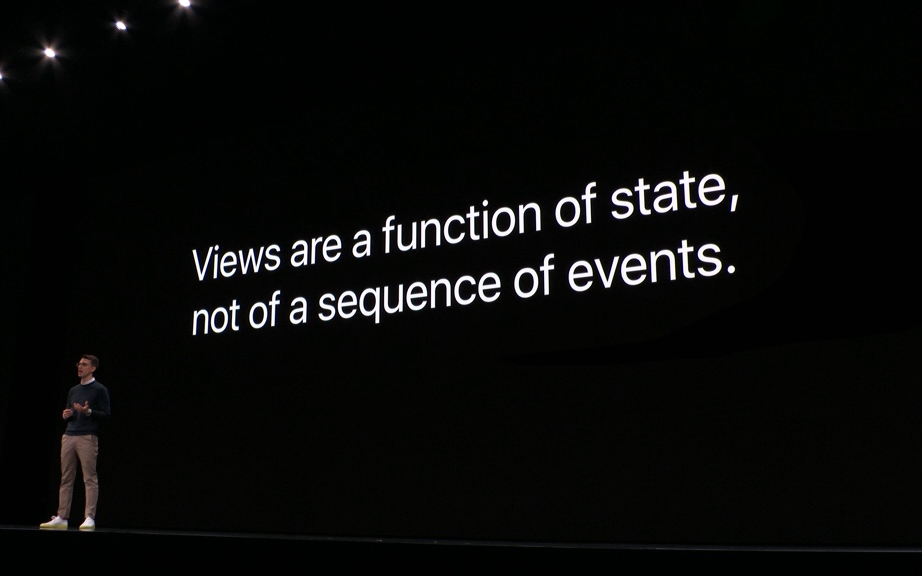 Views are a function of state,
not of a sequence of events.